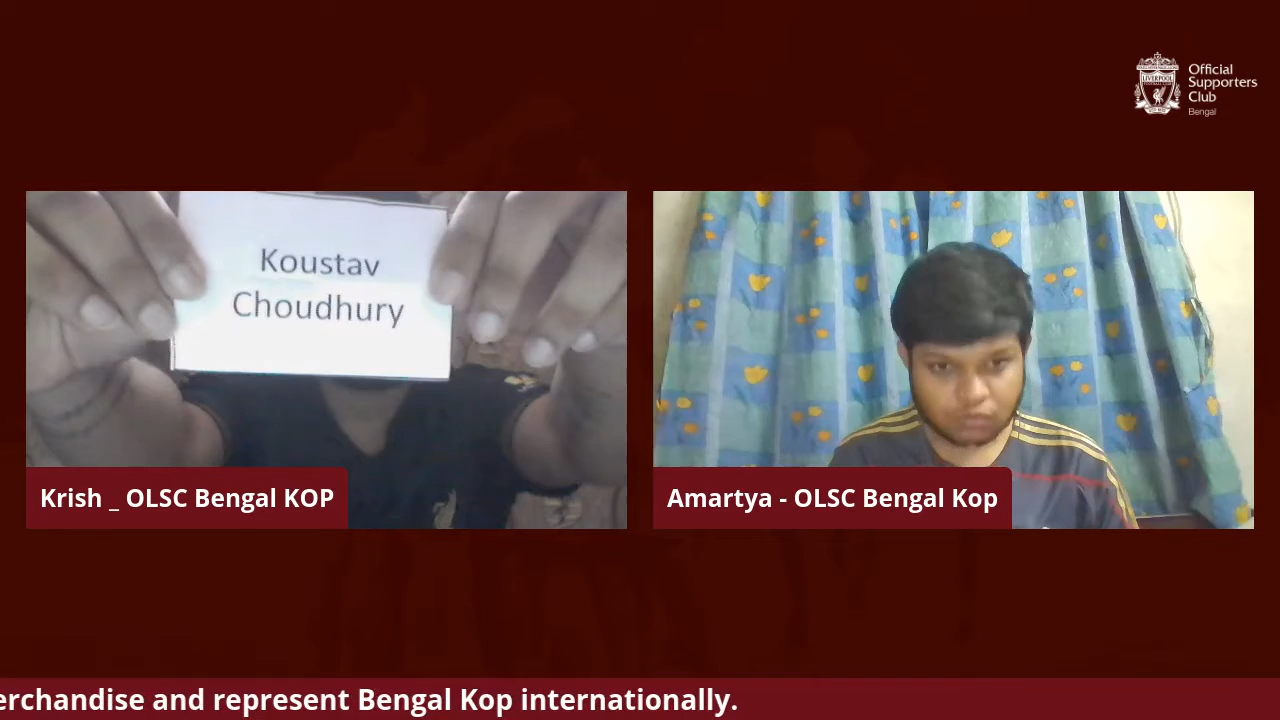 LIVERPOOL
Official
Supporters
Club
Bengal
Koustav
Choudhury
Krish _ OLSC Bengal KOP
Amartya - OLSC Bengal Kop
erchandise and represent Bengal Kop internationally.